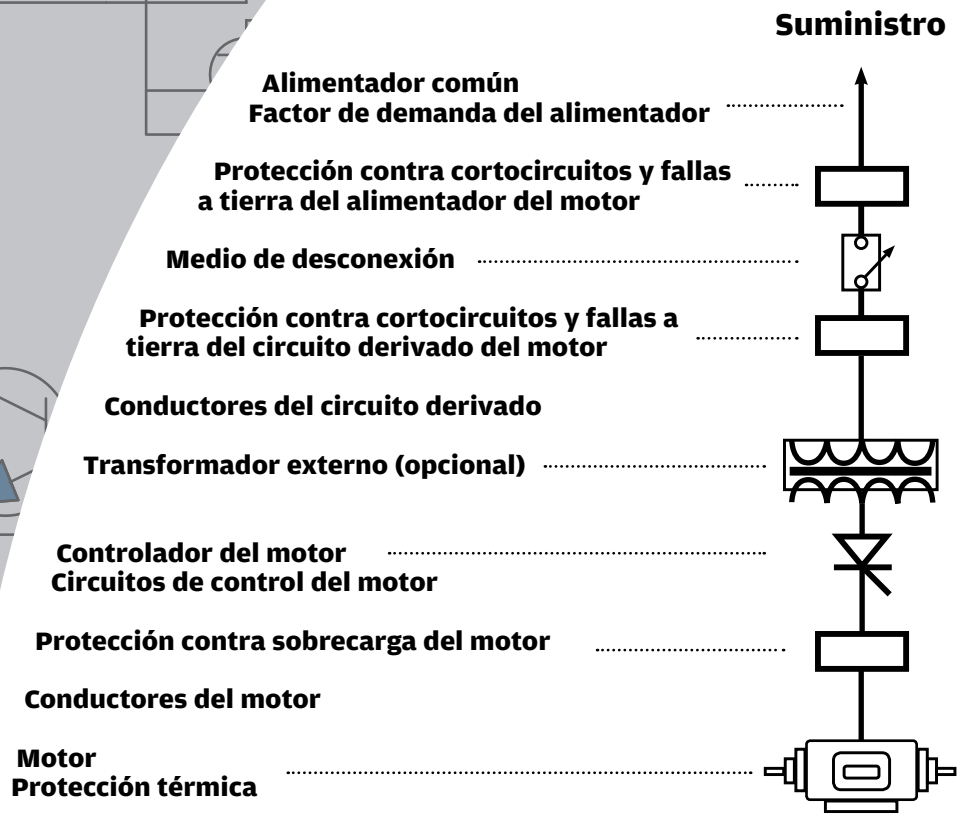 Suministro
Alimentador común
Factor de demanda del alimentador
Protección contra cortocircuitos y fallas
a tierra del alimentador del motor
Medio de desconexión
Protección contra cortocircuitos y fallas a
tierra del circuito derivado del motor
Conductores del circuito derivado
Transformador externo (opcional)
Controlador del motor
Circuitos de control del motor
Protección contra sobrecarga del motor
Conductores del motor
Motor
Protección térmica